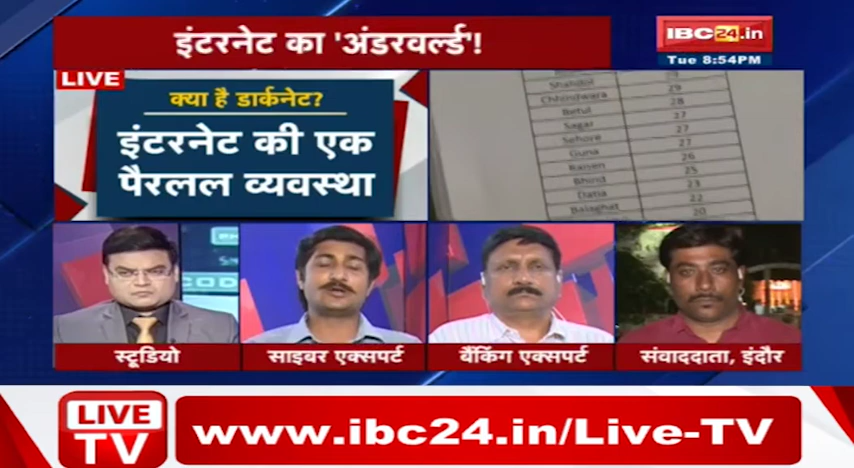 इंटरनेट का 'अंडरवर्ल्ड'!
IBC24.in
Tue 8:54PM
LIVE
क्या है डार्कनेट?
इंटरनेट की एक
पैरलल व्यवस्था
Shahdol 29
Chhindwara 28
Betul 27
Sagar 27
Sehore 27
Guna 26
Raisen 25
Bhind 23
Datia 22
Balaghat 20
स्टूडियो
साइबर एक्सपर्ट
बैंकिंग एक्सपर्ट
संवाददाता, इंदौर
LIVE
TV
www.ibc24.in/Live-TV